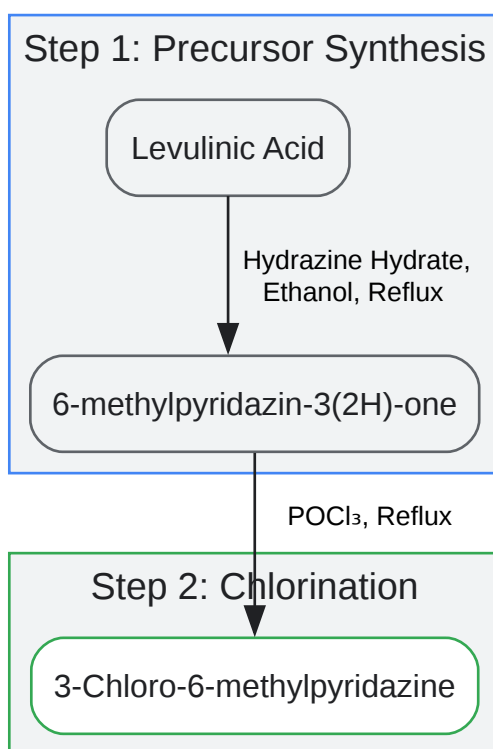 Step 1: Precursor Synthesis
Levulinic Acid
Hydrazine Hydrate,
Ethanol, Reflux
6-methylpyridazin-3(2H)-one
POCl₃, Reflux
Step 2: Chlorination
3-Chloro-6-methylpyridazine